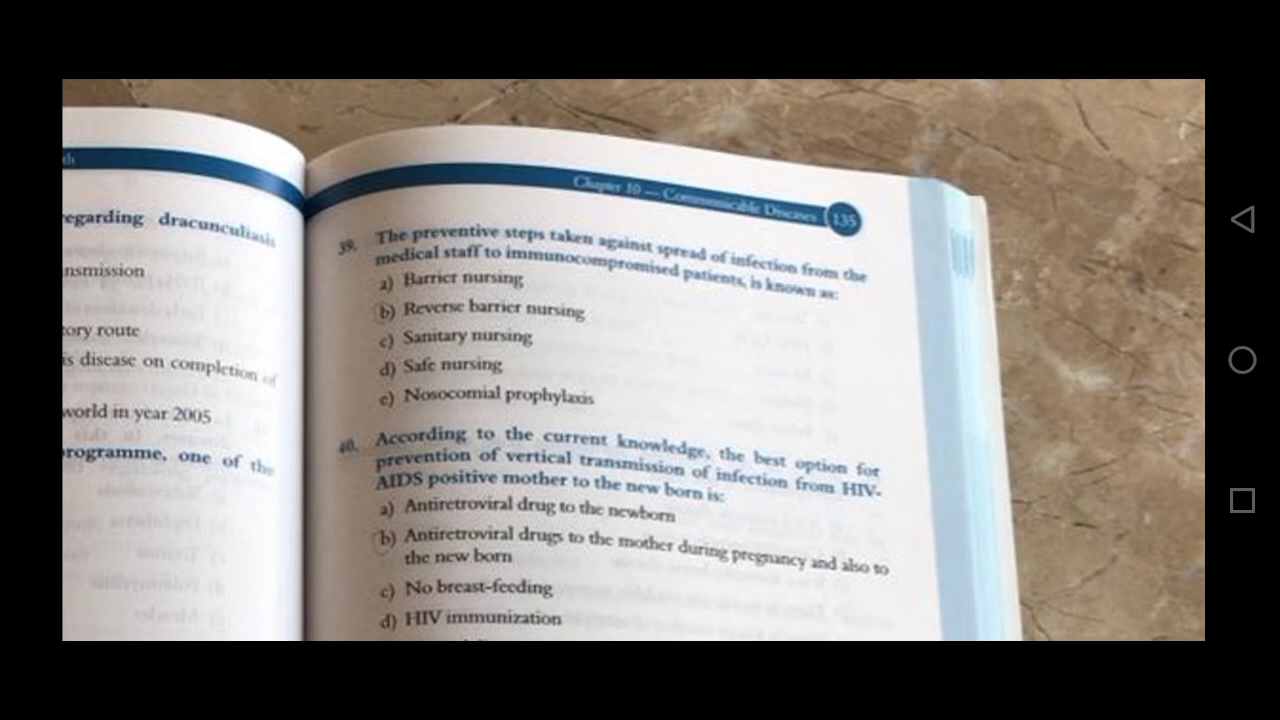 th
regarding dracunculiasis
nsmission
tory route
is disease on completion of
world in year 2005
programme, one of the
Chapter 10 — Communicable Diseases 135
39. The preventive steps taken against spread of infection from the
medical staff to immunocompromised patients, is known as:
a) Barrier nursing
b) Reverse barrier nursing
c) Sanitary nursing
d) Safe nursing
e) Nosocomial prophylaxis
40. According to the current knowledge, the best option for
prevention of vertical transmission of infection from HIV-
AIDS positive mother to the new born is:
a) Antiretroviral drug to the newborn
b) Antiretroviral drugs to the mother during pregnancy and also to
the new born
c) No breast-feeding
d) HIV immunization